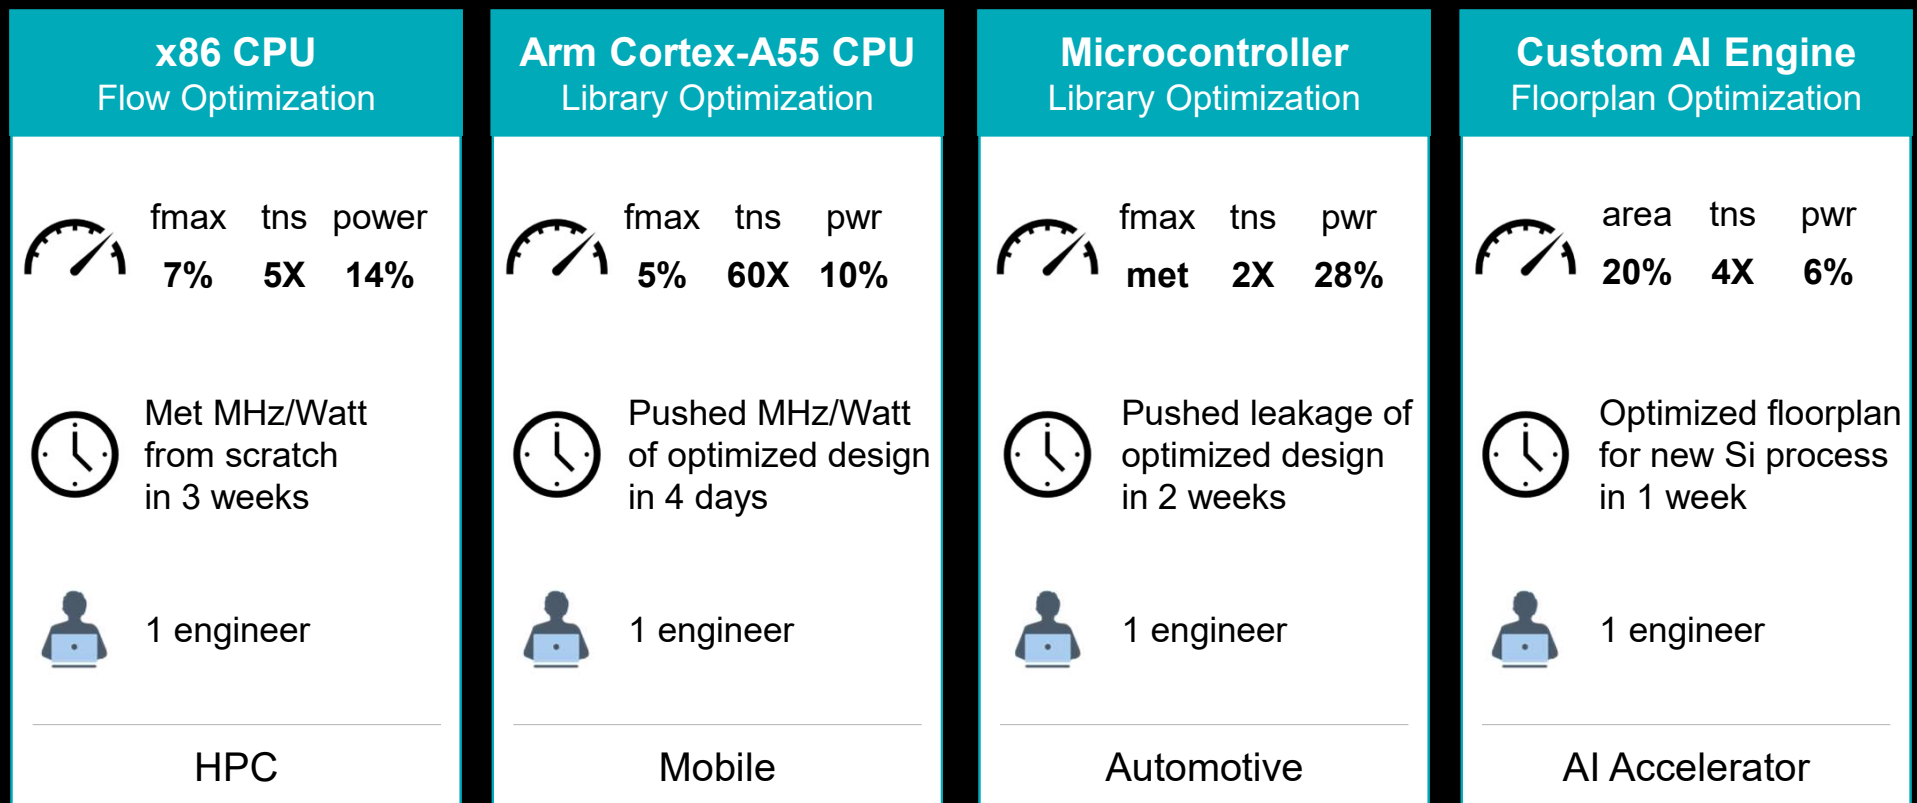 x86 CPU
Flow Optimization
fmax tns power
7% 5X 14%
Met MHz/Watt
from scratch
in 3 weeks
1 engineer
HPC
Arm Cortex-A55 CPU
Library Optimization
fmax tns pwr
5% 60X 10%
Pushed MHz/Watt
of optimized design
in 4 days
1 engineer
Mobile
Microcontroller
Library Optimization
fmax tns pwr
met 2X 28%
Pushed leakage of
optimized design
in 2 weeks
1 engineer
Automotive
Custom AI Engine
Floorplan Optimization
area tns pwr
20% 4X 6%
Optimized floorplan
for new Si process
in 1 week
1 engineer
AI Accelerator